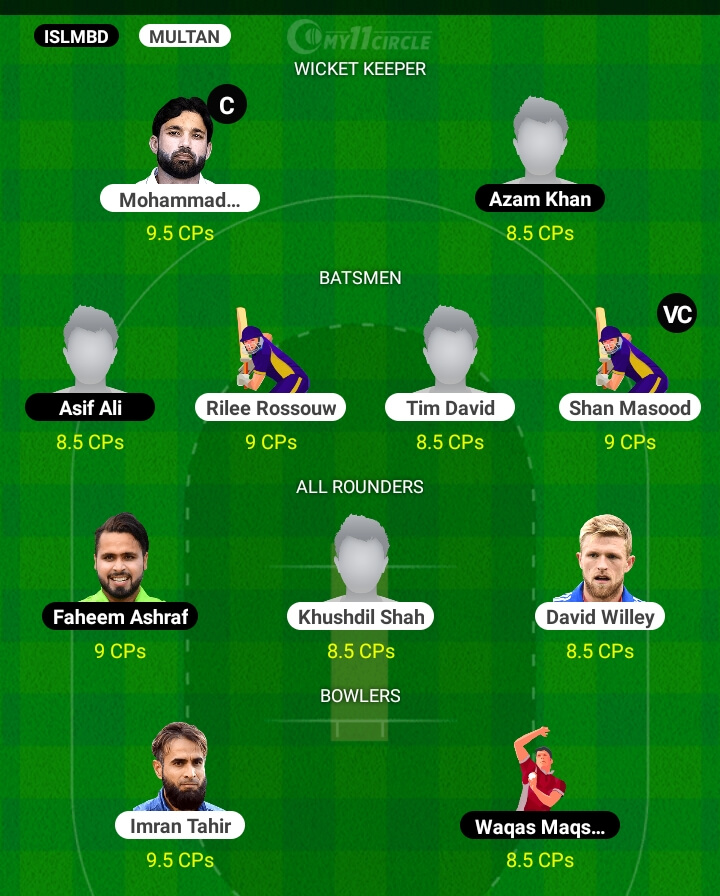 ISLMBD MULTAN MY11CIRCLE
WICKET KEEPER
C
Mohammad... Azam Khan
9.5 CPs 8.5 CPs
BATSMEN
VC
Asif Ali Rilee Rossouw Tim David Shan Masood
8.5 CPs 9 CPs 8.5 CPs 9 CPs
ALL ROUNDERS
Faheem Ashraf Khushdil Shah David Willey
9 CPs 8.5 CPs 8.5 CPs
BOWLERS
Imran Tahir Waqas Maqs...
9.5 CPs 8.5 CPs